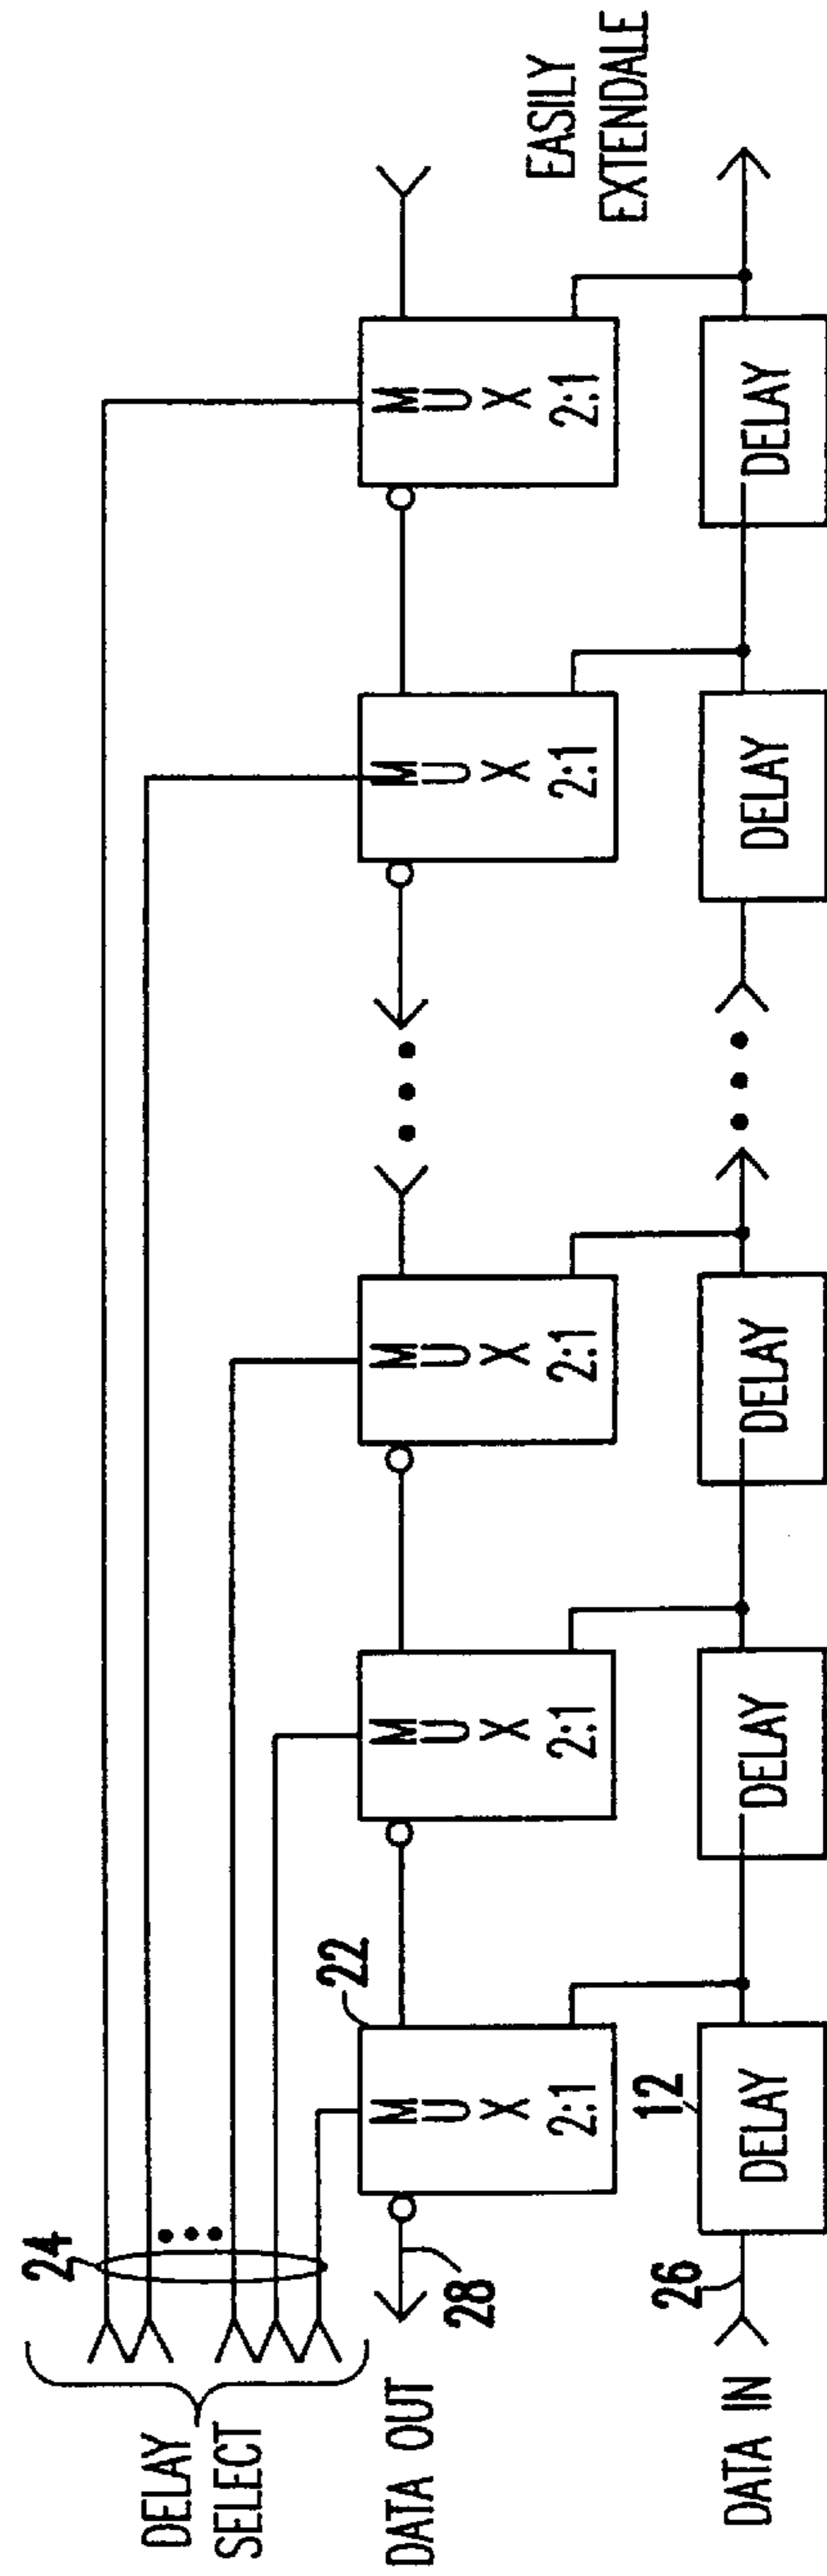 24
DELAY
SELECT
DATA OUT
28
22
MUX
2:1
MUX
2:1
MUX
2:1
MUX
2:1
MUX
2:1
EASILY
EXTENDALE
DATA IN
26
12
DELAY
DELAY
DELAY
DELAY
DELAY